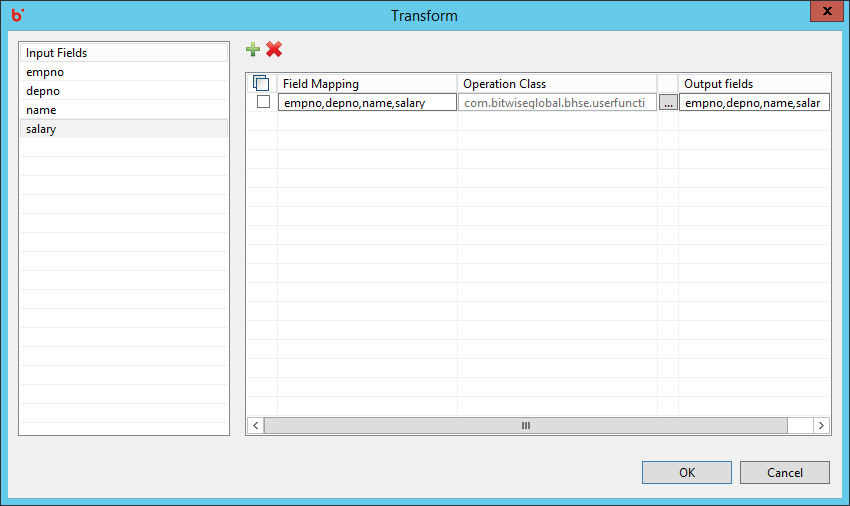 Transform
Input Fields
empno
depno
name
salary
Field Mapping Operation Class Output fields
empno,depno,name,salary com.bitwiseglobal.bhse.userfuncti ... empno,depno,name,salar
OK Cancel